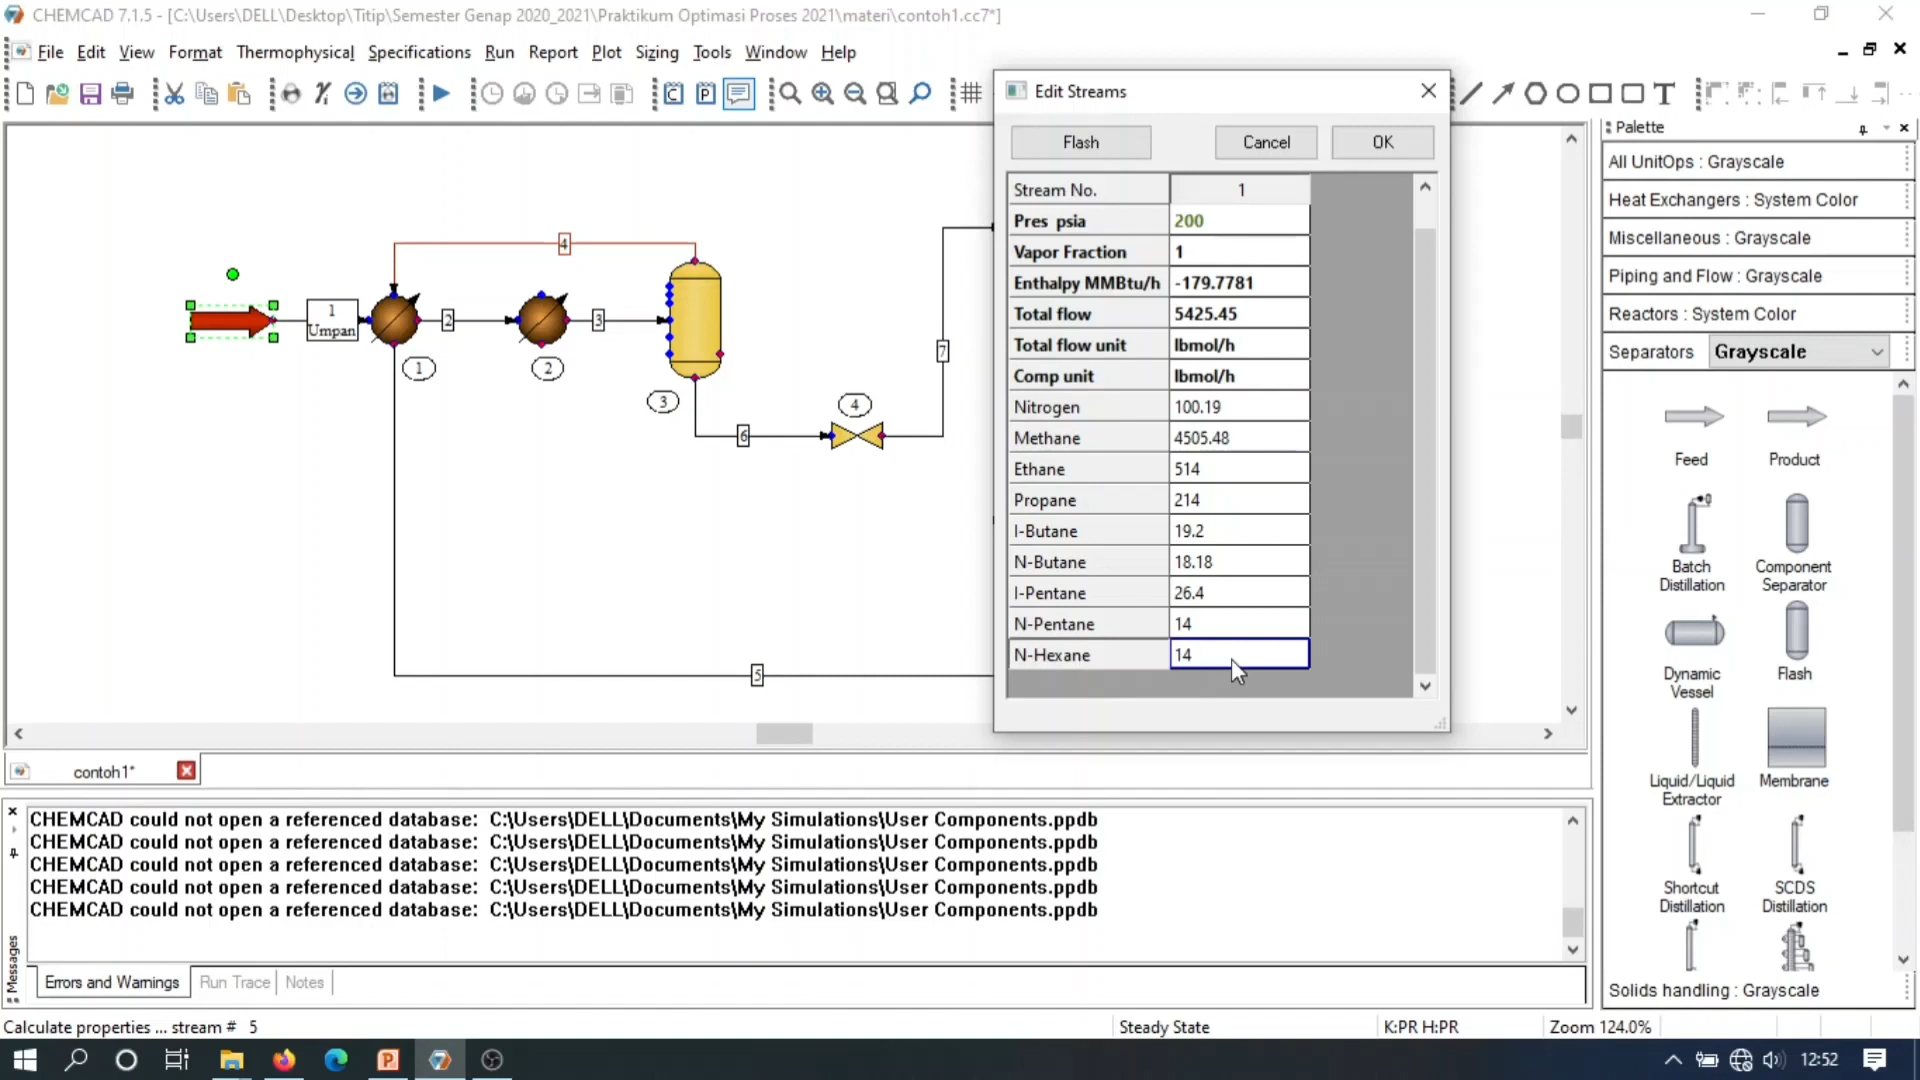 CHEMCAD 7.1.5 - [C:\Users\DELL\Desktop\Titip\Semester Genap 2020_2021\Praktikum Optimasi Proses 2021\materi\contoh1.cc7*]
File Edit View Format Thermophysical Specifications Run Report Plot Sizing Tools Window Help
Edit Streams
Flash Cancel OK
Stream No. 1
Pres psia 200
Vapor Fraction 1
Enthalpy MMBtu/h -179.7781
Total flow 5425.45
Total flow unit lbmol/h
Comp unit lbmol/h
Nitrogen 100.19
Methane 4505.48
Ethane 514
Propane 214
I-Butane 19.2
N-Butane 18.18
I-Pentane 26.4
N-Pentane 14
N-Hexane 14
4
1
Umpan
2
3
7
1
2
3
4
6
5
Palette
All UnitOps : Grayscale
Heat Exchangers : System Color
Miscellaneous : Grayscale
Piping and Flow : Grayscale
Reactors : System Color
Separators Grayscale
Feed Product
Batch Distillation
Component Separator
Dynamic Vessel
Flash
Liquid/Liquid Extractor
Membrane
Shortcut Distillation
SCDS Distillation
Solids handling : Grayscale
contoh1*
CHEMCAD could not open a referenced database: C:\Users\DELL\Documents\My Simulations\User Components.ppdb
CHEMCAD could not open a referenced database: C:\Users\DELL\Documents\My Simulations\User Components.ppdb
CHEMCAD could not open a referenced database: C:\Users\DELL\Documents\My Simulations\User Components.ppdb
CHEMCAD could not open a referenced database: C:\Users\DELL\Documents\My Simulations\User Components.ppdb
CHEMCAD could not open a referenced database: C:\Users\DELL\Documents\My Simulations\User Components.ppdb
Messages
Errors and Warnings Run Trace Notes
Calculate properties ... stream # 5
Steady State
K:PR H:PR
Zoom 124.0%
12:52